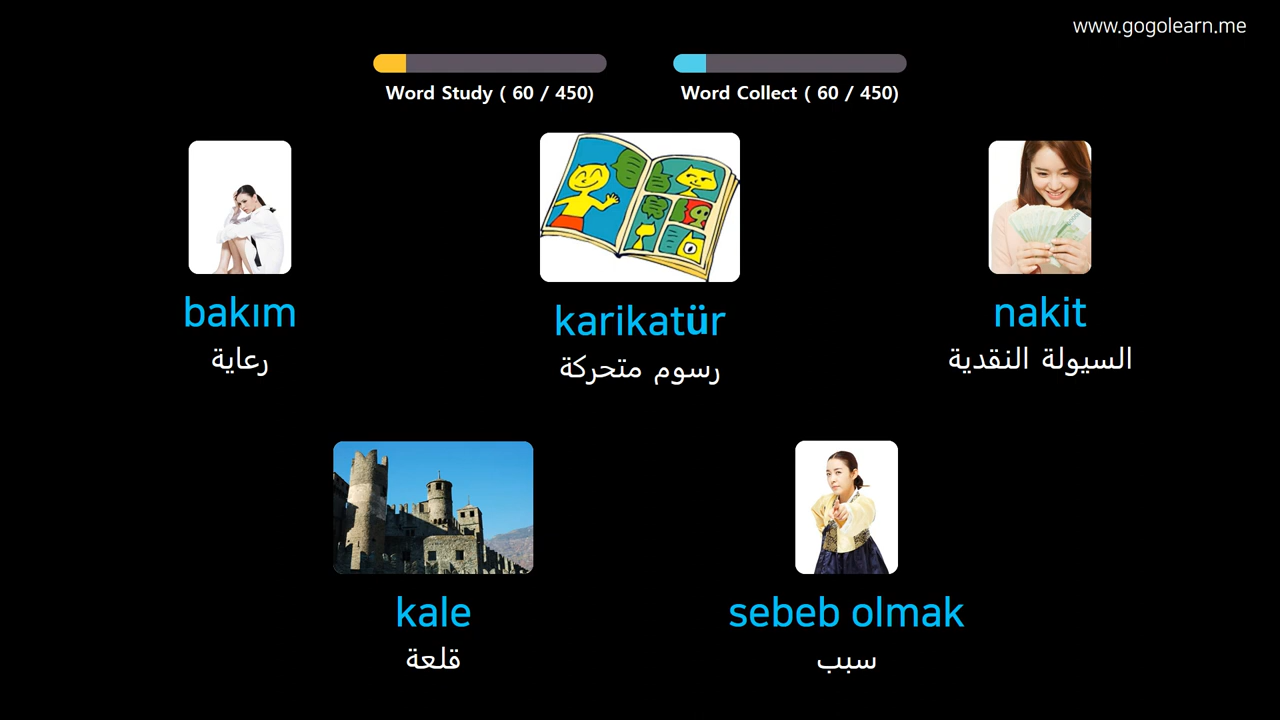 www.gogolearn.me
Word Study ( 60 / 450)
Word Collect ( 60 / 450)
bakım
رعاية
karikatür
رسوم متحركة
nakit
السيولة النقدية
kale
قلعة
sebeb olmak
سبب